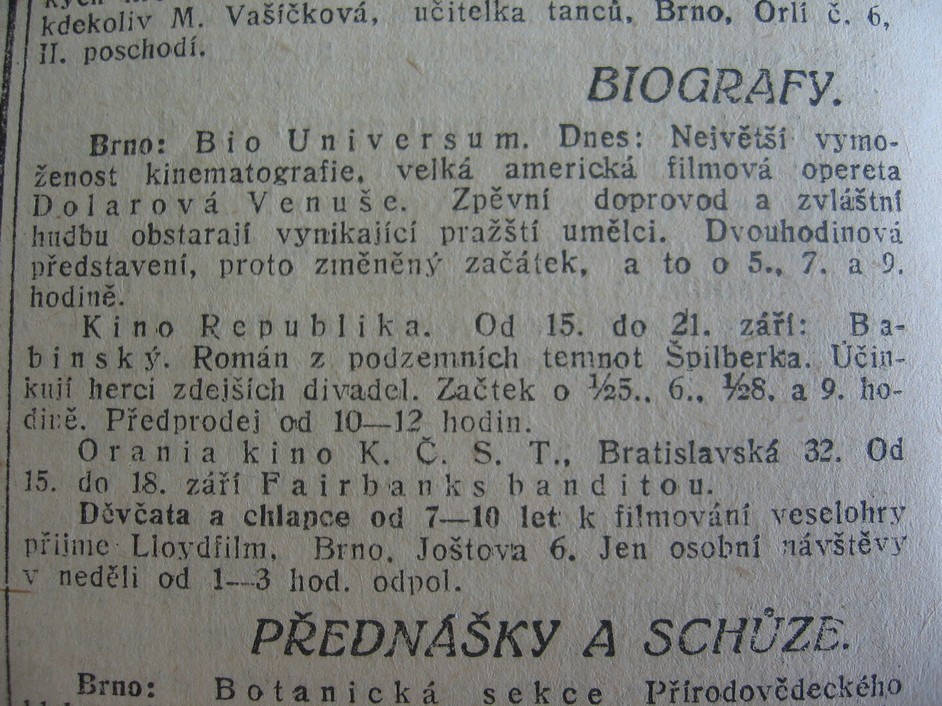 kdekoliv M. Vašíčková, učitelka tanců, Brno, Orlí č. 6,
II. poschodí.
BIOGRAFY.
Brno: Bio Universum. Dnes: Největší vymo-
ženost kinematografie, velká americká filmová opereta
Dolarová Venuše. Zpěvní doprovod a zvláštní
hudbu obstarají vynikající pražští umělci. Dvouhodinová
představení, proto změněný začátek, a to o 5., 7. a 9.
hodině.
Kino Republika. Od 15. do 21. září: Ba-
binský. Román z podzemních temnot Špilberka. Účin-
kují herci zdejších divadel. Začtek o ½5., 6., ½8. a 9. ho-
dině. Předprodej od 10—12 hodin.
Orania kino K. Č. S. T., Bratislavská 32. Od
15. do 18. září Fairbanks banditou.
Děvčata a chlapce od 7—10 let k filmování veselohry
přijme Lloydfilm, Brno, Joštova 6. Jen osobní návštěvy
v neděli od 1—3 hod. odpol.
PŘEDNÁŠKY A SCHŮZE.
Brno: Botanická sekce Přírodovědeckého